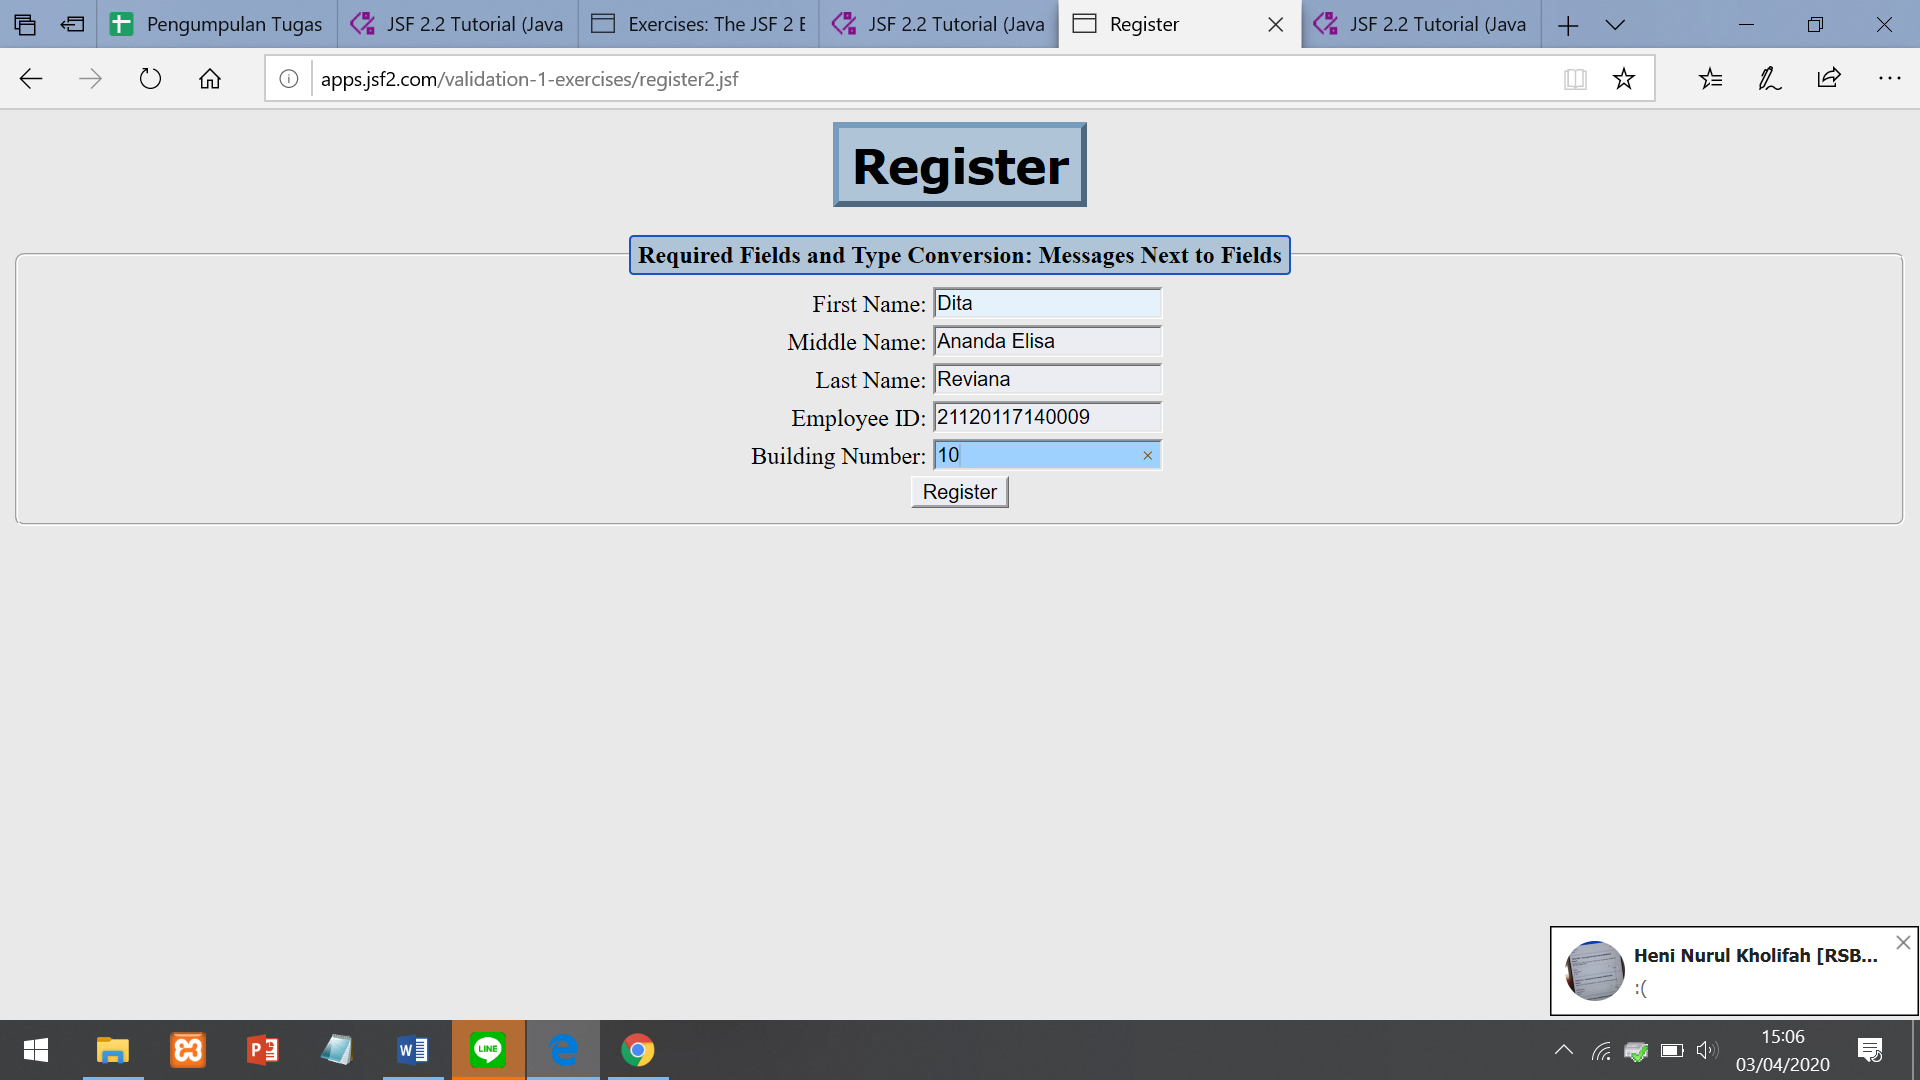 Pengumpulan Tugas
JSF 2.2 Tutorial (Java
Exercises: The JSF 2 E
JSF 2.2 Tutorial (Java
Register
JSF 2.2 Tutorial (Java
apps.jsf2.com/validation-1-exercises/register2.jsf
Register
Required Fields and Type Conversion: Messages Next to Fields
First Name: Dita
Middle Name: Ananda Elisa
Last Name: Reviana
Employee ID: 21120117140009
Building Number: 10
Register
Heni Nurul Kholifah [RSB...
:(
LINE
15:06
03/04/2020